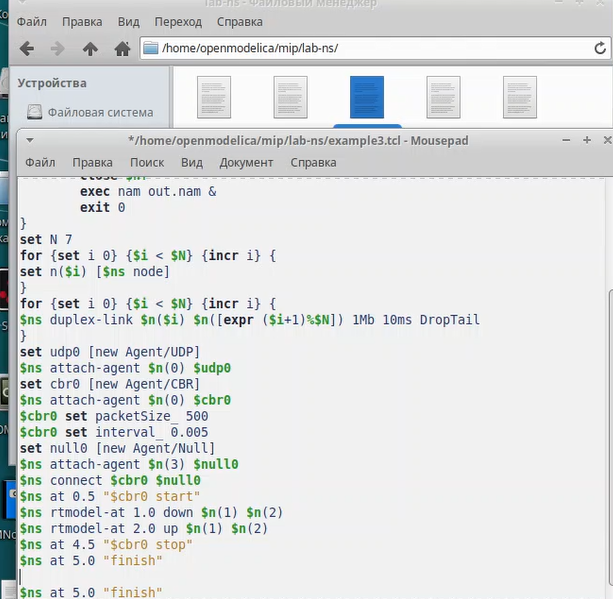 lab-ns - Файловый менеджер
Файл Правка Вид Переход Справка
/home/openmodelica/mip/lab-ns/
Устройства
Файловая система
*/home/openmodelica/mip/lab-ns/example3.tcl - Mousepad
Файл Правка Поиск Вид Документ Справка
close $nf
exec nam out.nam &
exit 0
}
set N 7
for {set i 0} {$i < $N} {incr i} {
set n($i) [$ns node]
}
for {set i 0} {$i < $N} {incr i} {
$ns duplex-link $n($i) $n([expr ($i+1)%$N]) 1Mb 10ms DropTail
}
set udp0 [new Agent/UDP]
$ns attach-agent $n(0) $udp0
set cbr0 [new Agent/CBR]
$ns attach-agent $n(0) $cbr0
$cbr0 set packetSize_ 500
$cbr0 set interval_ 0.005
set null0 [new Agent/Null]
$ns attach-agent $n(3) $null0
$ns connect $cbr0 $null0
$ns at 0.5 "$cbr0 start"
$ns rtmodel-at 1.0 down $n(1) $n(2)
$ns rtmodel-at 2.0 up $n(1) $n(2)
$ns at 4.5 "$cbr0 stop"
$ns at 5.0 "finish"
$ns at 5.0 "finish"